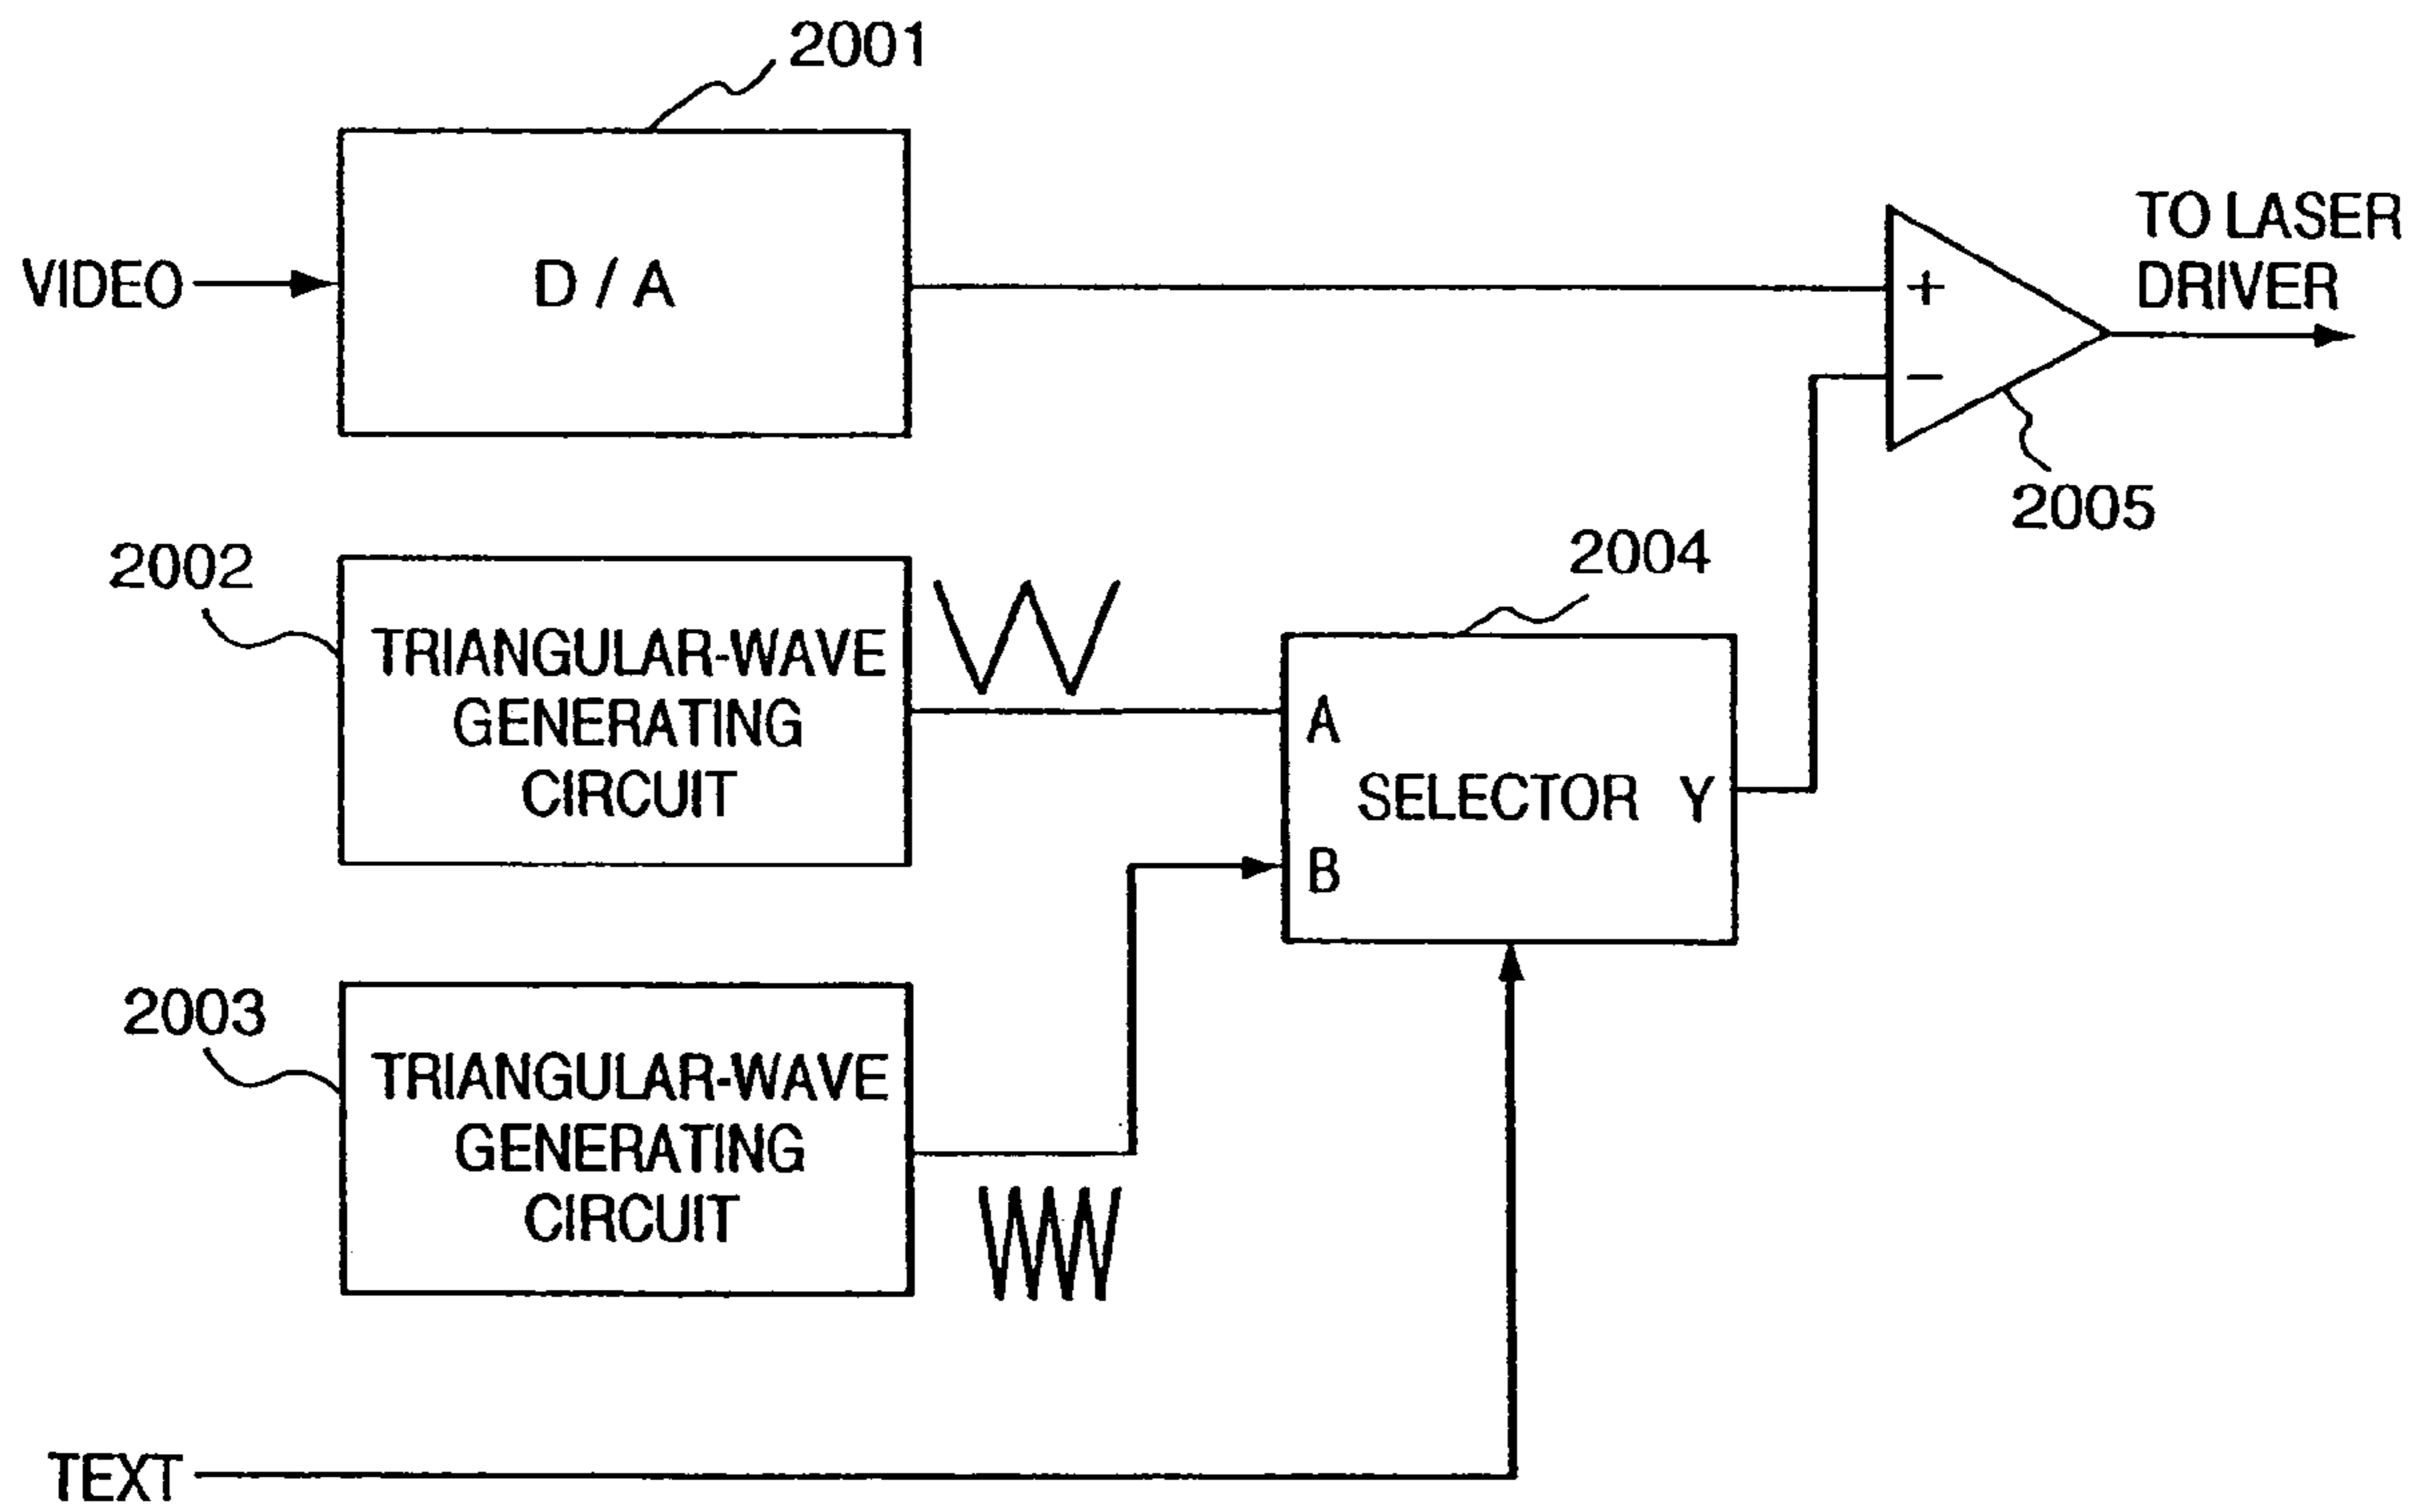 2001
VIDEO
D / A
+
−
TO LASER
DRIVER
2005
2002
TRIANGULAR-WAVE
GENERATING
CIRCUIT
2004
A
SELECTOR Y
B
2003
TRIANGULAR-WAVE
GENERATING
CIRCUIT
TEXT